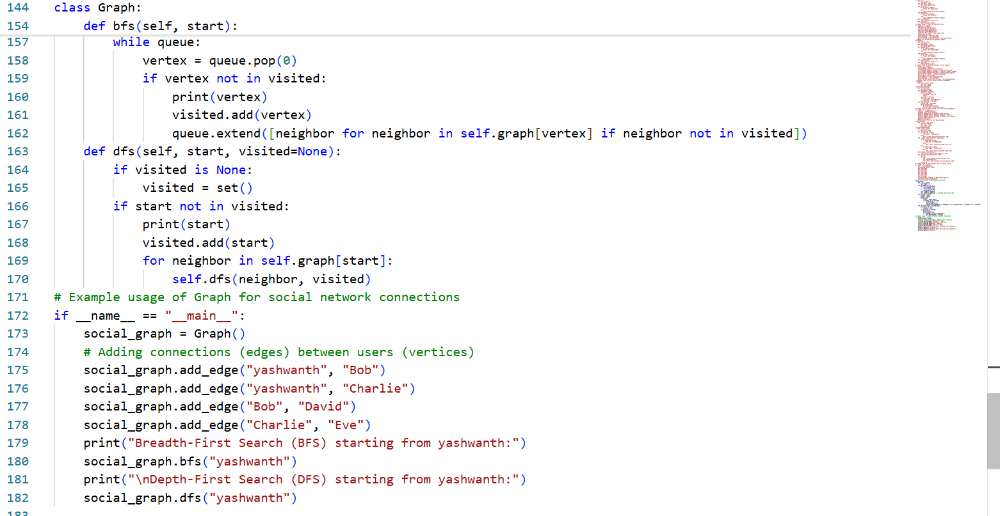 144 class Graph:
154     def bfs(self, start):
157         while queue:
158             vertex = queue.pop(0)
159             if vertex not in visited:
160                 print(vertex)
161                 visited.add(vertex)
162                 queue.extend([neighbor for neighbor in self.graph[vertex] if neighbor not in visited])
163     def dfs(self, start, visited=None):
164         if visited is None:
165             visited = set()
166         if start not in visited:
167             print(start)
168             visited.add(start)
169             for neighbor in self.graph[start]:
170                 self.dfs(neighbor, visited)
171 # Example usage of Graph for social network connections
172 if __name__ == "__main__":
173     social_graph = Graph()
174     # Adding connections (edges) between users (vertices)
175     social_graph.add_edge("yashwanth", "Bob")
176     social_graph.add_edge("yashwanth", "Charlie")
177     social_graph.add_edge("Bob", "David")
178     social_graph.add_edge("Charlie", "Eve")
179     print("Breadth-First Search (BFS) starting from yashwanth:")
180     social_graph.bfs("yashwanth")
181     print("\nDepth-First Search (DFS) starting from yashwanth:")
182     social_graph.dfs("yashwanth")
183